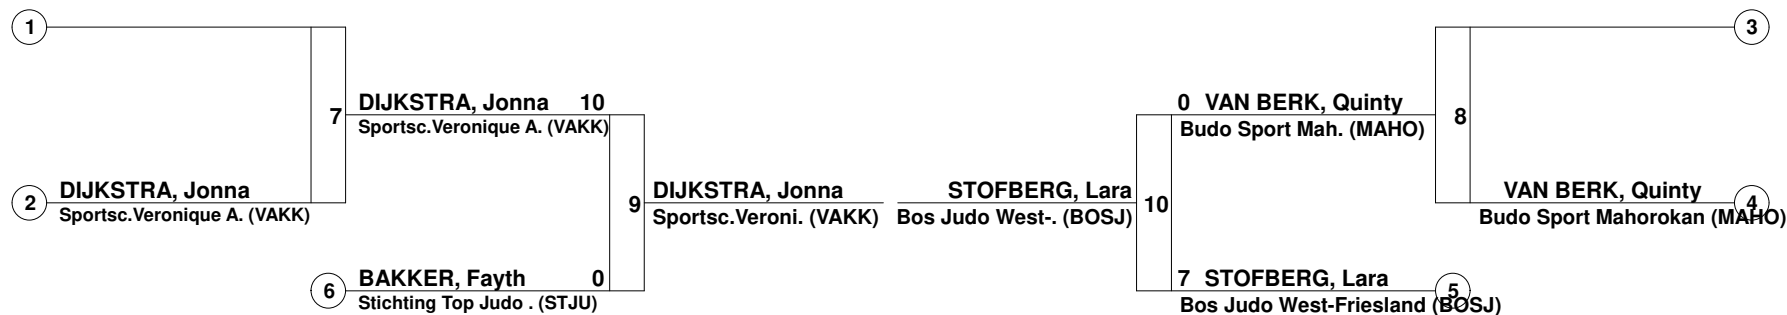 1
3
DIJKSTRA, Jonna 10
0 VAN BERK, Quinty
7
8
Sportsc.Veronique A. (VAKK)
Budo Sport Mah. (MAHO)
DIJKSTRA, Jonna
DIJKSTRA, Jonna
STOFBERG, Lara
VAN BERK, Quinty
2
9
10
4
Sportsc.Veronique A. (VAKK)
Sportsc.Veroni. (VAKK)
Bos Judo West-. (BOSJ)
Budo Sport Mahorokan (MAHO)
BAKKER, Fayth 0
7 STOFBERG, Lara
6
5
Stichting Top Judo . (STJU)
Bos Judo West-Friesland (BOSJ)